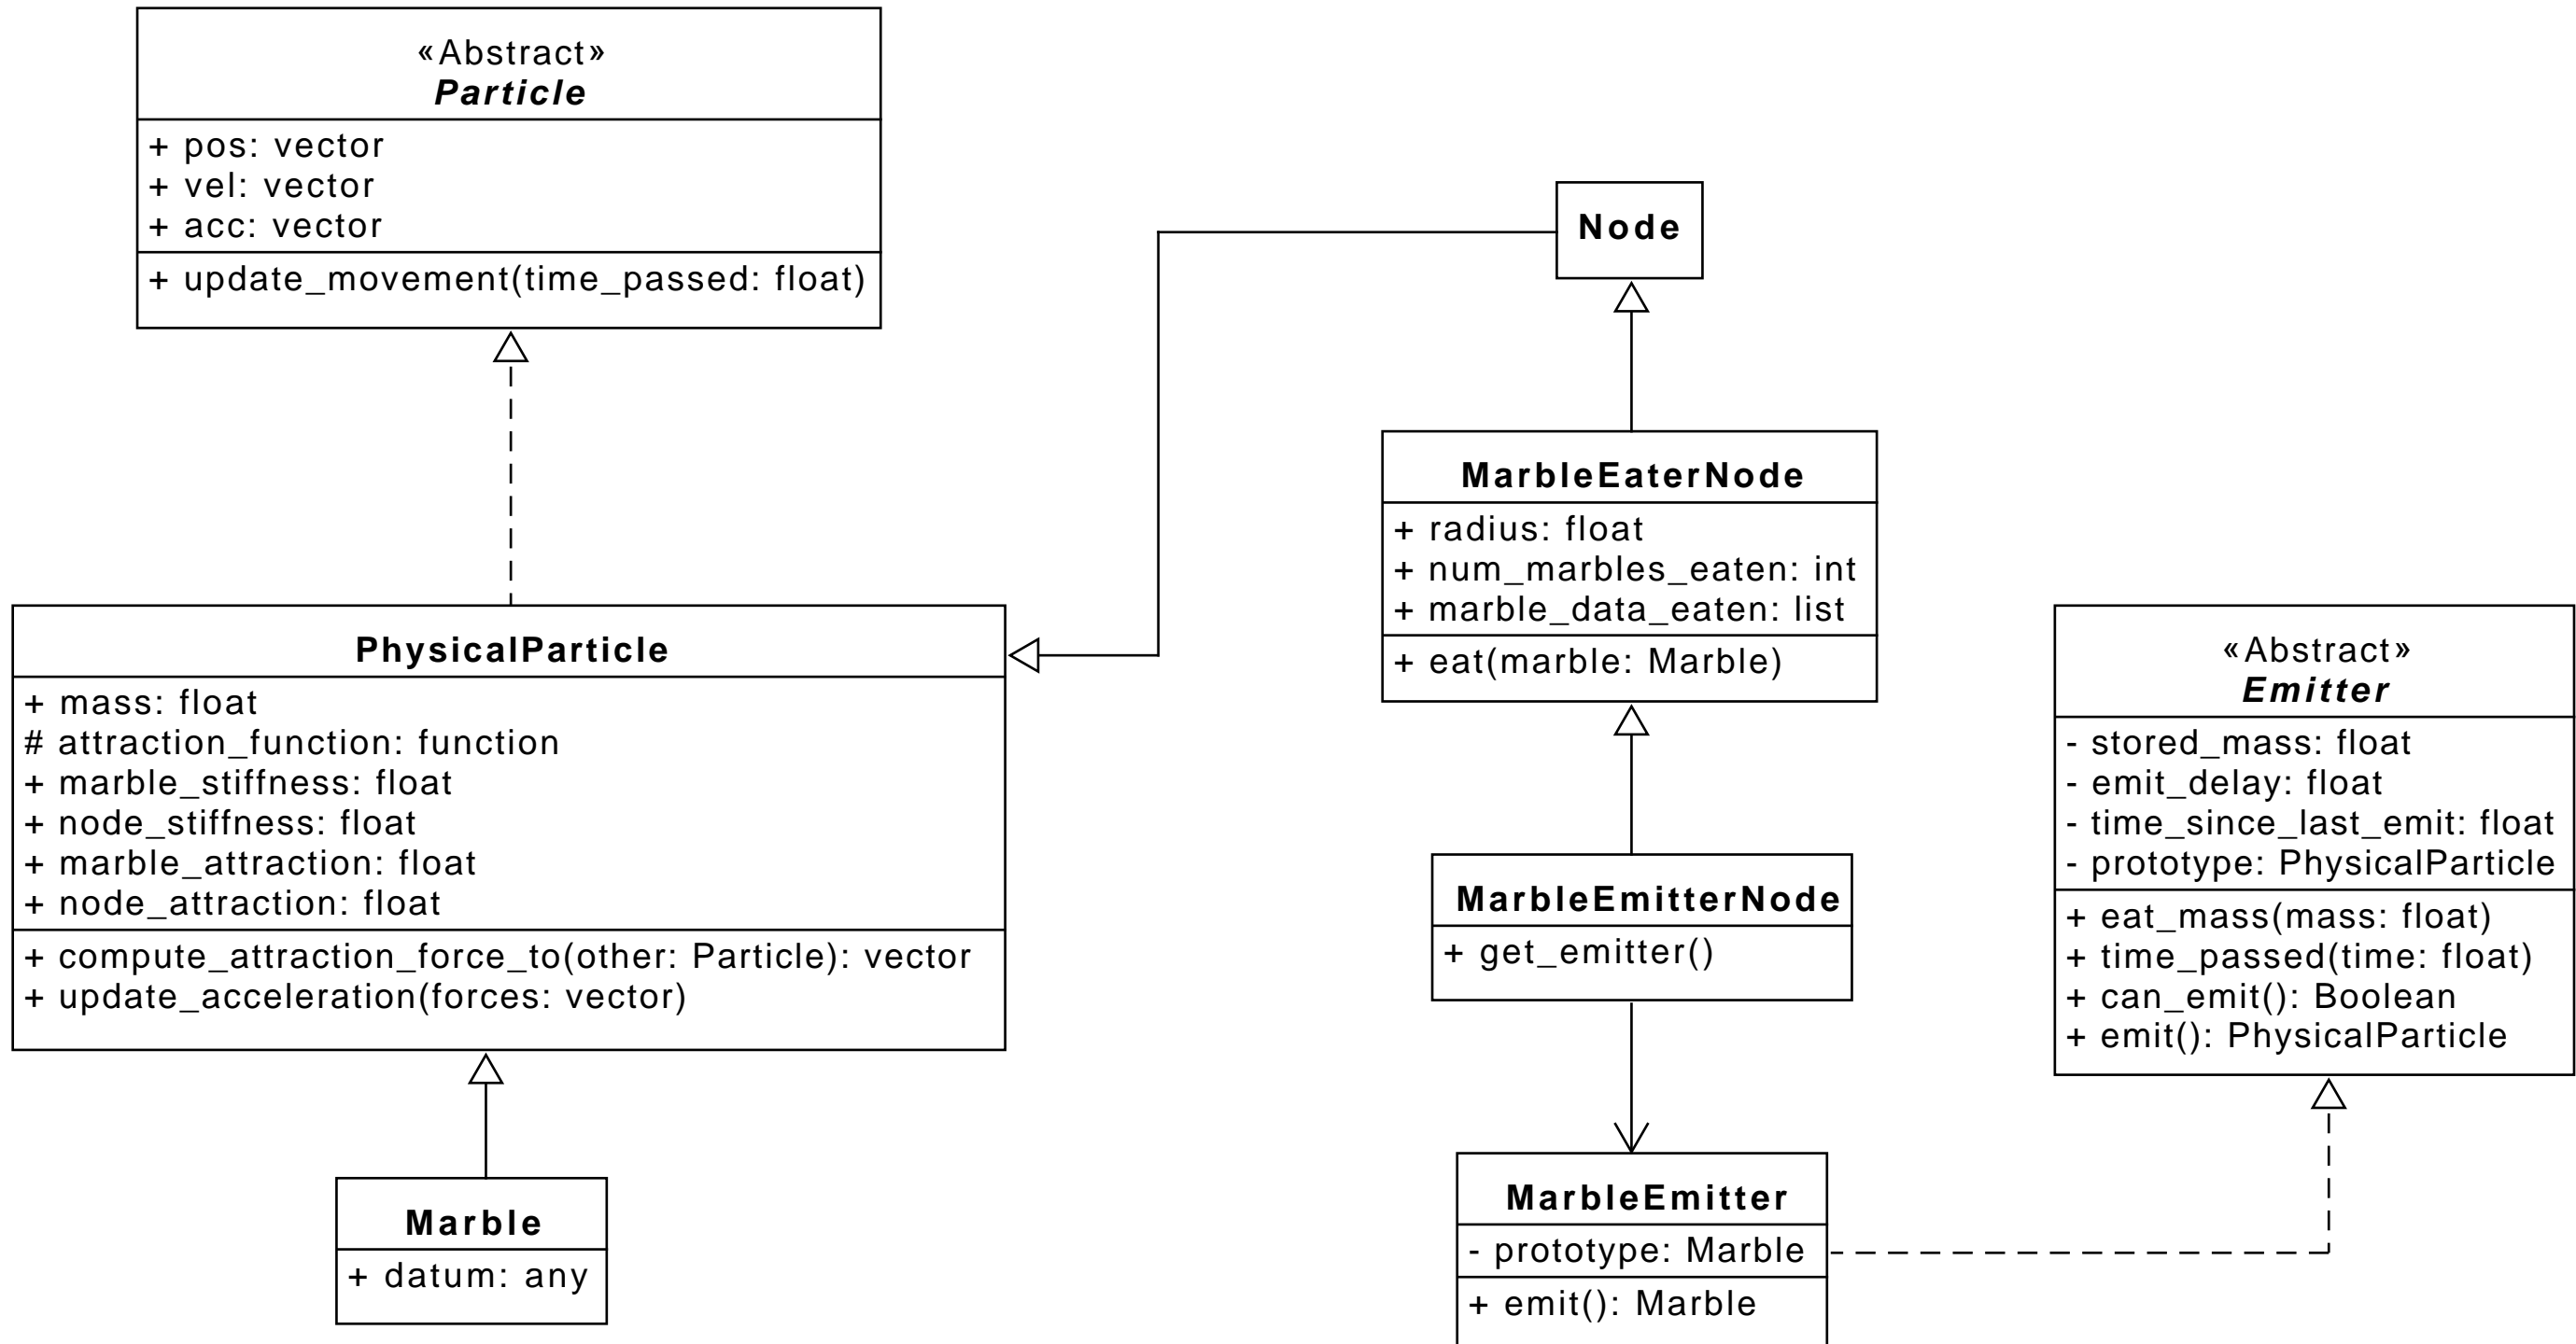 «Abstract»
Particle
+ pos: vector
+ vel: vector
+ acc: vector
+ update_movement(time_passed: float)
Node
MarbleEaterNode
+ radius: float
+ num_marbles_eaten: int
+ marble_data_eaten: list
+ eat(marble: Marble)
PhysicalParticle
+ mass: float
# attraction_function: function
+ marble_stiffness: float
+ node_stiffness: float
+ marble_attraction: float
+ node_attraction: float
+ compute_attraction_force_to(other: Particle): vector
+ update_acceleration(forces: vector)
«Abstract»
Emitter
- stored_mass: float
- emit_delay: float
- time_since_last_emit: float
- prototype: PhysicalParticle
+ eat_mass(mass: float)
+ time_passed(time: float)
+ can_emit(): Boolean
+ emit(): PhysicalParticle
MarbleEmitterNode
+ get_emitter()
Marble
+ datum: any
MarbleEmitter
- prototype: Marble
+ emit(): Marble